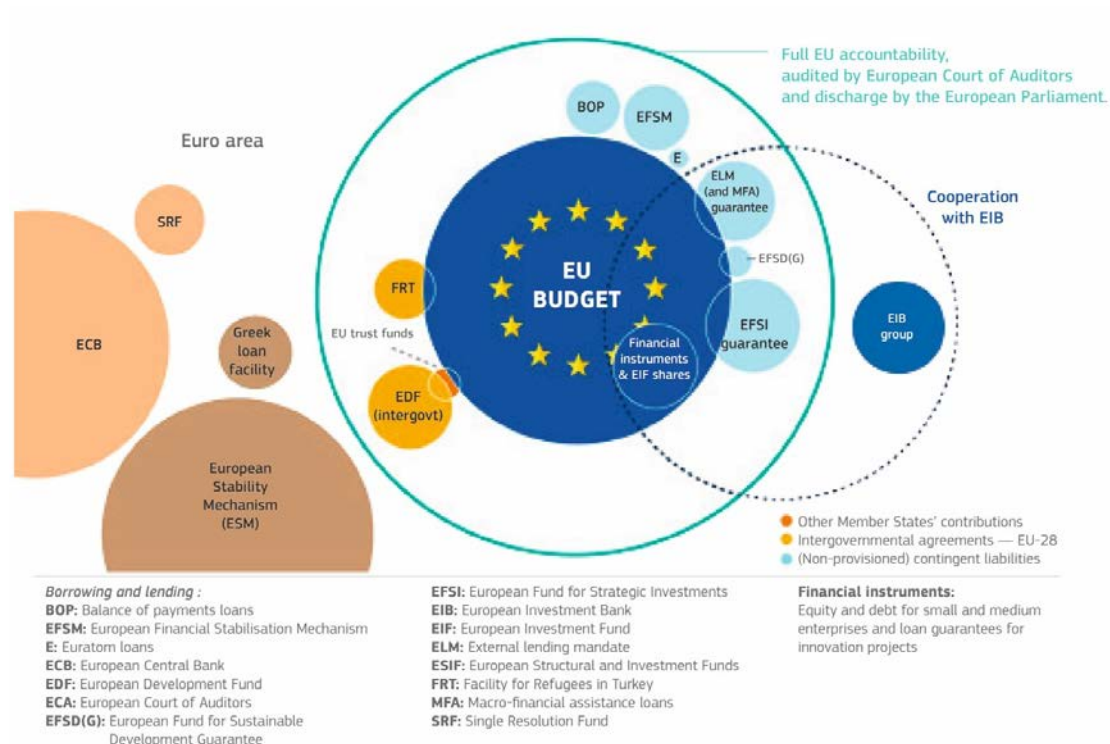 Full EU accountability,
audited by European Court of Auditors
and discharge by the European Parliament.
Euro area
BOP
EFSM
E
ELM
(and MFA)
guarantee
Cooperation
with EIB
SRF
EFSD(G)
EU
BUDGET
FRT
EU trust funds
ECB
Greek
loan
facility
EFSI
guarantee
EIB
group
Financial
instruments
& EIF shares
EDF
(intergovt)
European
Stability
Mechanism
(ESM)
Other Member States' contributions
Intergovernmental agreements — EU-28
(Non-provisioned) contingent liabilities
Borrowing and lending :
BOP: Balance of payments loans
EFSM: European Financial Stabilisation Mechanism
E: Euratom loans
ECB: European Central Bank
EDF: European Development Fund
ECA: European Court of Auditors
EFSD(G): European Fund for Sustainable
Development Guarantee
EFSI: European Fund for Strategic Investments
EIB: European Investment Bank
EIF: European Investment Fund
ELM: External lending mandate
ESIF: European Structural and Investment Funds
FRT: Facility for Refugees in Turkey
MFA: Macro-financial assistance loans
SRF: Single Resolution Fund
Financial instruments:
Equity and debt for small and medium
enterprises and loan guarantees for
innovation projects